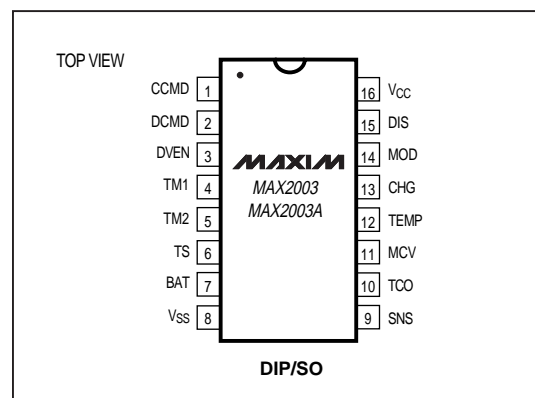 TOP VIEW
CCMD 1
DCMD 2
DVEN 3
TM1 4
TM2 5
TS 6
BAT 7
VSS 8
MAXIM
MAX2003
MAX2003A
16 VCC
15 DIS
14 MOD
13 CHG
12 TEMP
11 MCV
10 TCO
9 SNS
DIP/SO